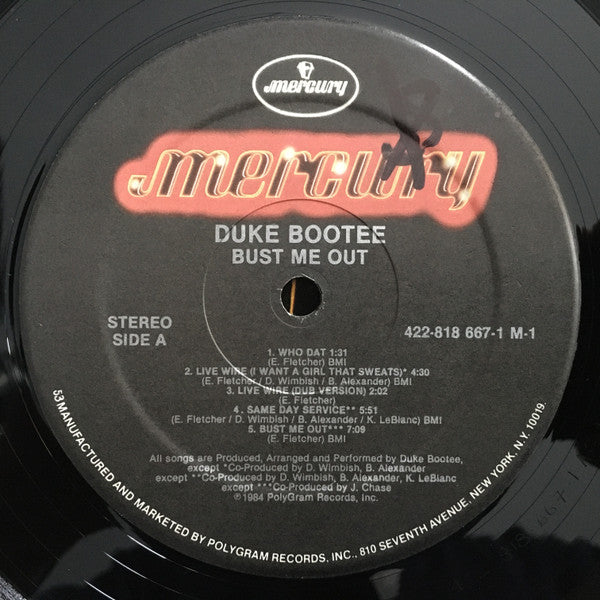 mercury
mercury
DUKE BOOTEE
BUST ME OUT
STEREO
SIDE A
422-818 667-1 M-1
1. WHO DAT 1:31
(E. Fletcher) BMI
2. LIVE WIRE (I WANT A GIRL THAT SWEATS)* 4:30
(E. Fletcher / D. Wimbish / B. Alexander) BMI
3. LIVE WIRE (DUB VERSION) 2:02
(E. Fletcher)
4. SAME DAY SERVICE** 5:51
(E. Fletcher / D. Wimbish / B. Alexander / K. LeBlanc) BMI
5. BUST ME OUT*** 7:09
(E. Fletcher) BMI
All songs are Produced, Arranged and Performed by Duke Bootee,
except *Co-Produced by D. Wimbish, B. Alexander
except **Co-Produced by D. Wimbish, B. Alexander, K. LeBlanc
except ***Co-Produced by J. Chase
℗1984 PolyGram Records, Inc.
53 MANUFACTURED AND MARKETED BY POLYGRAM RECORDS, INC., 810 SEVENTH AVENUE, NEW YORK, N.Y. 10019.